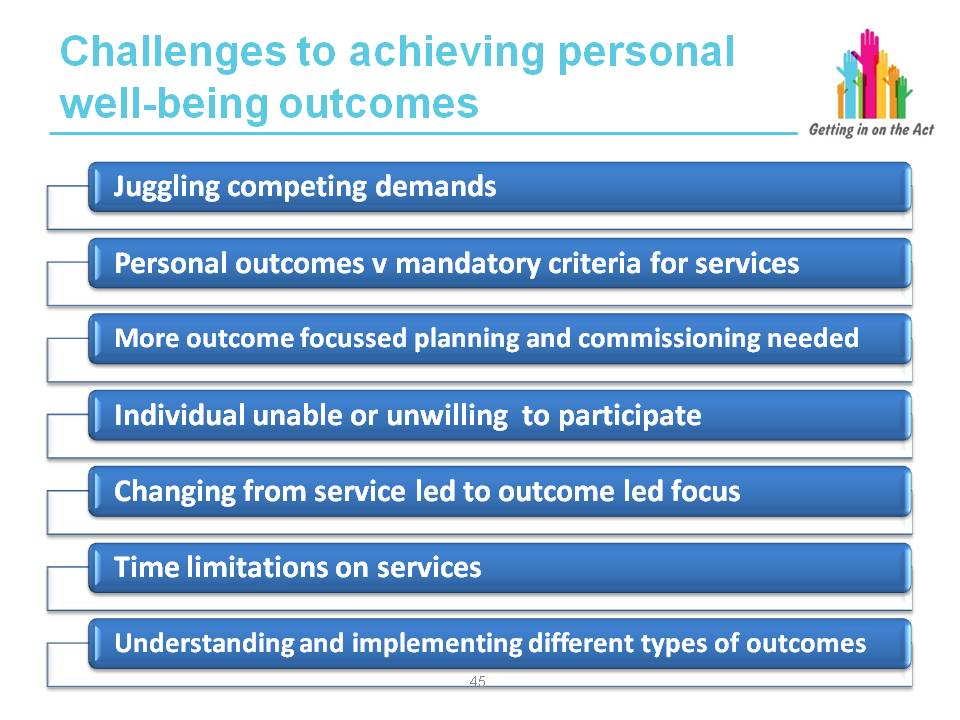 Challenges to achieving personal
well-being outcomes
Getting in on the Act
Juggling competing demands
Personal outcomes v mandatory criteria for services
More outcome focussed planning and commissioning needed
Individual unable or unwilling  to participate
Changing from service led to outcome led focus
Time limitations on services
Understanding and implementing different types of outcomes
45